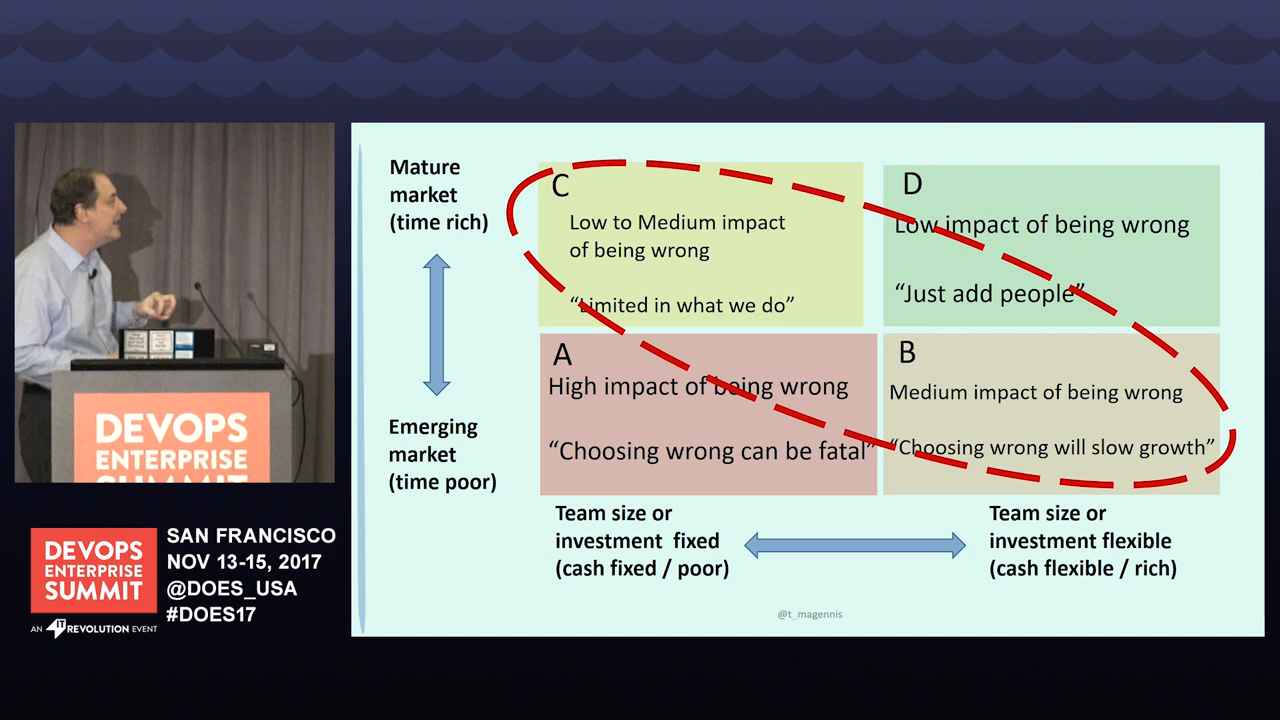 Mature
market
(time rich)
Emerging
market
(time poor)
C
Low to Medium impact
of being wrong
“Limited in what we do”
D
Low impact of being wrong
“Just add people”
A
High impact of being wrong
“Choosing wrong can be fatal”
B
Medium impact of being wrong
“Choosing wrong will slow growth”
Team size or
investment fixed
(cash fixed / poor)
Team size or
investment flexible
(cash flexible / rich)
@t_magennis
DEVOPS
ENTERPRISE
SUMMIT
DEVOPS
ENTERPRISE
SUMMIT
AN IT REVOLUTION EVENT
SAN FRANCISCO
NOV 13-15, 2017
@DOES_USA
#DOES17